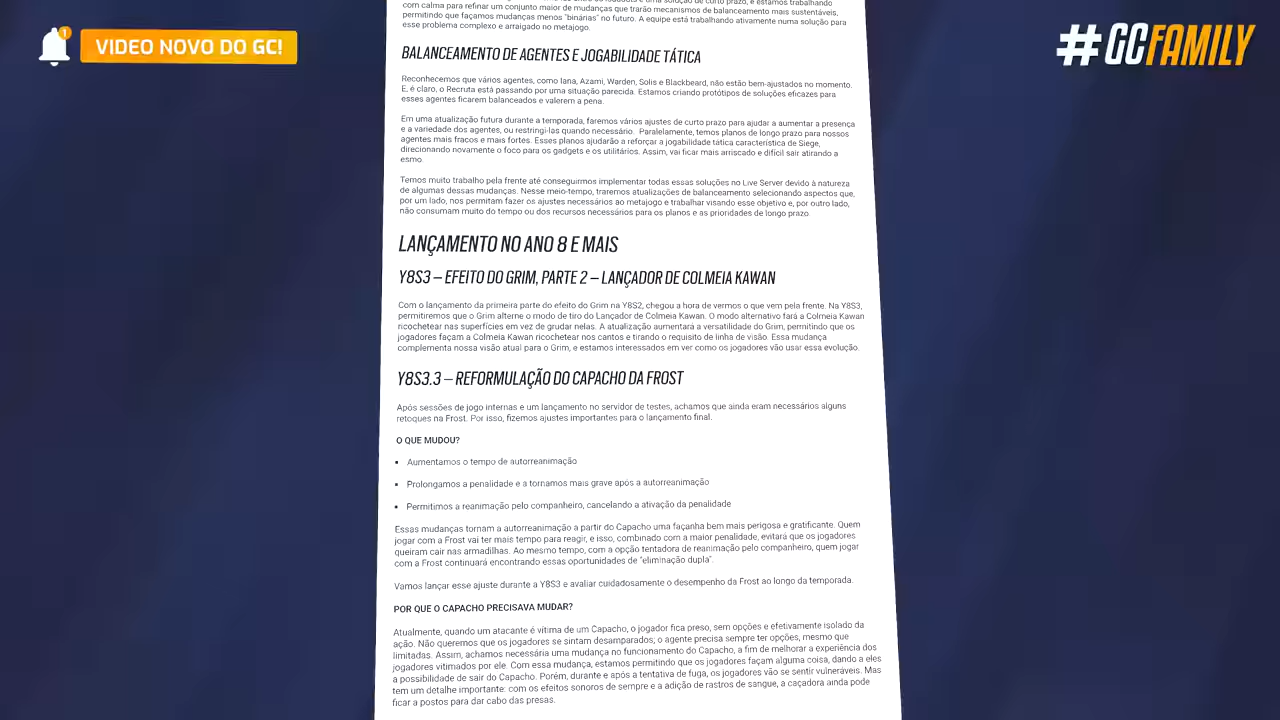 com calma para refinar um conjunto maior de mudanças que trarão mecanismos de balanceamento mais sustentáveis,
permitindo que façamos mudanças menos "binárias" no futuro. A equipe está trabalhando ativamente numa solução para
esse problema complexo e arraigado no metajogo.
1
VIDEO NOVO DO GC!
#GCFAMILY
BALANCEAMENTO DE AGENTES E JOGABILIDADE TÁTICA
Reconhecemos que vários agentes, como Iana, Azami, Warden, Solis e Blackbeard, não estão bem-ajustados no momento.
E, é claro, o Recruta está passando por uma situação parecida. Estamos criando protótipos de soluções eficazes para
esses agentes ficarem balanceados e valerem a pena.
Em uma atualização futura durante a temporada, faremos vários ajustes de curto prazo para ajudar a aumentar a presença
e a variedade dos agentes, ou restringi-las quando necessário. Paralelamente, temos planos de longo prazo para nossos
agentes mais fracos e mais fortes. Esses planos ajudarão a reforçar a jogabilidade tática característica de Siege,
direcionando novamente o foco para os gadgets e os utilitários. Assim, vai ficar mais arriscado e difícil sair atirando a
esmo.
Temos muito trabalho pela frente até conseguirmos implementar todas essas soluções no Live Server devido à natureza
de algumas dessas mudanças. Nesse meio-tempo, traremos atualizações de balanceamento selecionando aspectos que,
por um lado, nos permitam fazer os ajustes necessários ao metajogo e trabalhar visando esse objetivo e, por outro lado,
não consumam muito do tempo ou dos recursos necessários para os planos e as prioridades de longo prazo.
LANÇAMENTO NO ANO 8 E MAIS
Y8S3 – EFEITO DO GRIM, PARTE 2 – LANÇADOR DE COLMEIA KAWAN
Com o lançamento da primeira parte do efeito do Grim na Y8S2, chegou a hora de vermos o que vem pela frente. Na Y8S3,
permitiremos que o Grim alterne o modo de tiro do Lançador de Colmeia Kawan. O modo alternativo fará a Colmeia Kawan
ricochetear nas superfícies em vez de grudar nelas. A atualização aumentará a versatilidade do Grim, permitindo que os
jogadores façam a Colmeia Kawan ricochetear nos cantos e tirando o requisito de linha de visão. Essa mudança
complementa nossa visão atual para o Grim, e estamos interessados em ver como os jogadores vão usar essa evolução.
Y8S3.3 – REFORMULAÇÃO DO CAPACHO DA FROST
Após sessões de jogo internas e um lançamento no servidor de testes, achamos que ainda eram necessários alguns
retoques na Frost. Por isso, fizemos ajustes importantes para o lançamento final.
O QUE MUDOU?
▪ Aumentamos o tempo de autorreanimação
▪ Prolongamos a penalidade e a tornamos mais grave após a autorreanimação
▪ Permitimos a reanimação pelo companheiro, cancelando a ativação da penalidade
Essas mudanças tornam a autorreanimação a partir do Capacho uma façanha bem mais perigosa e gratificante. Quem
jogar com a Frost vai ter mais tempo para reagir, e isso, combinado com a maior penalidade, evitará que os jogadores
queiram cair nas armadilhas. Ao mesmo tempo, com a opção tentadora de reanimação pelo companheiro, quem jogar
com a Frost continuará encontrando essas oportunidades de "eliminação dupla".
Vamos lançar esse ajuste durante a Y8S3 e avaliar cuidadosamente o desempenho da Frost ao longo da temporada.
POR QUE O CAPACHO PRECISAVA MUDAR?
Atualmente, quando um atacante é vítima de um Capacho, o jogador fica preso, sem opções e efetivamente isolado da
ação. Não queremos que os jogadores se sintam desamparados; o agente precisa sempre ter opções, mesmo que
limitadas. Assim, achamos necessária uma mudança no funcionamento do Capacho, a fim de melhorar a experiência dos
jogadores vitimados por ele. Com essa mudança, estamos permitindo que os jogadores façam alguma coisa, dando a eles
a possibilidade de sair do Capacho. Porém, durante e após a tentativa de fuga, os jogadores vão se sentir vulneráveis. Mas
tem um detalhe importante: com os efeitos sonoros de sempre e a adição de rastros de sangue, a caçadora ainda pode
ficar a postos para dar cabo das presas.